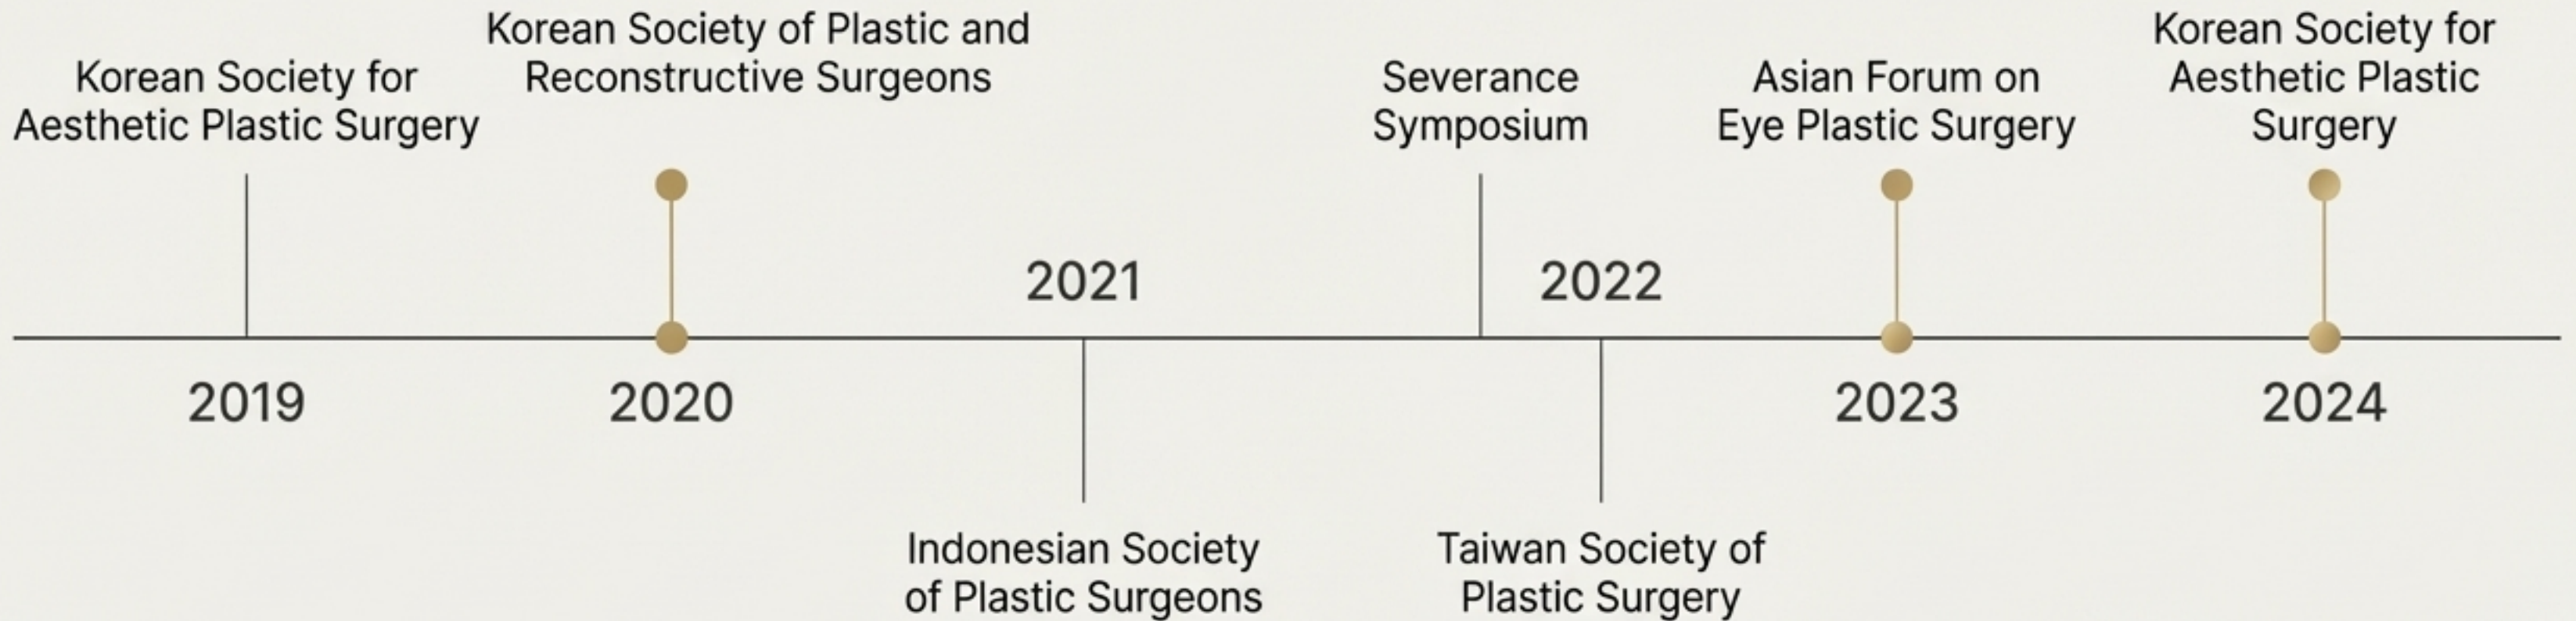 Korean Society for
Aesthetic Plastic Surgery
2019
Korean Society of Plastic and
Reconstructive Surgeons
2020
2021
Indonesian Society
of Plastic Surgeons
Severance
Symposium
2022
Taiwan Society of
Plastic Surgery
Asian Forum on
Eye Plastic Surgery
2023
Korean Society for
Aesthetic Plastic
Surgery
2024